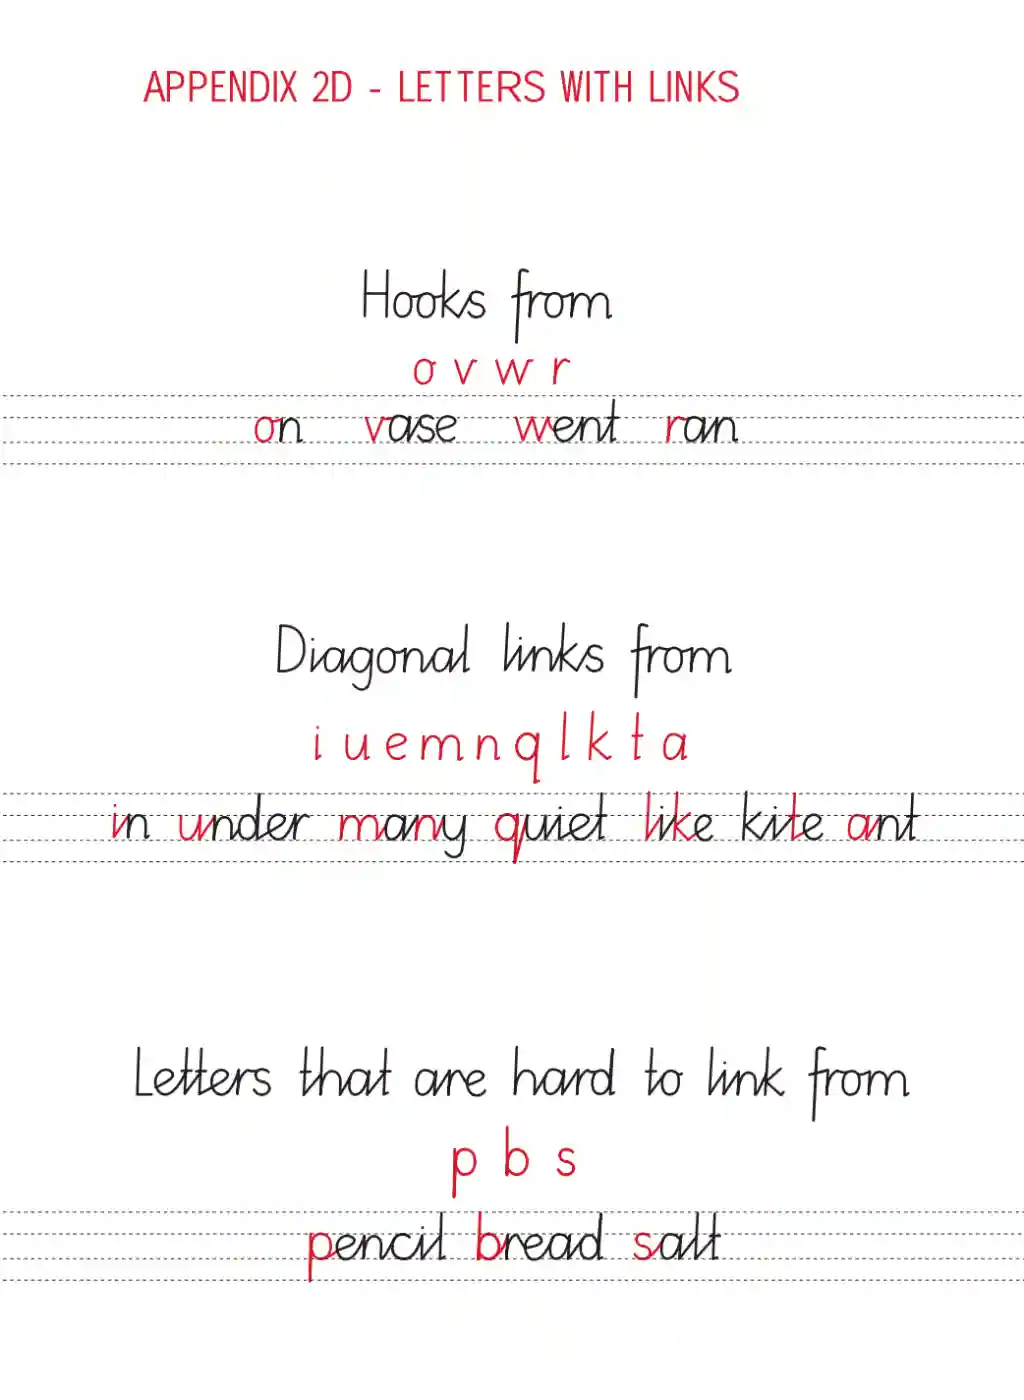 APPENDIX 2D - LETTERS WITH LINKS
Hooks from
o v w r
on vase went ran
Diagonal links from
i u e m n q l k t a
in under many quiet like kite ant
Letters that are hard to link from
p b s
pencil bread salt